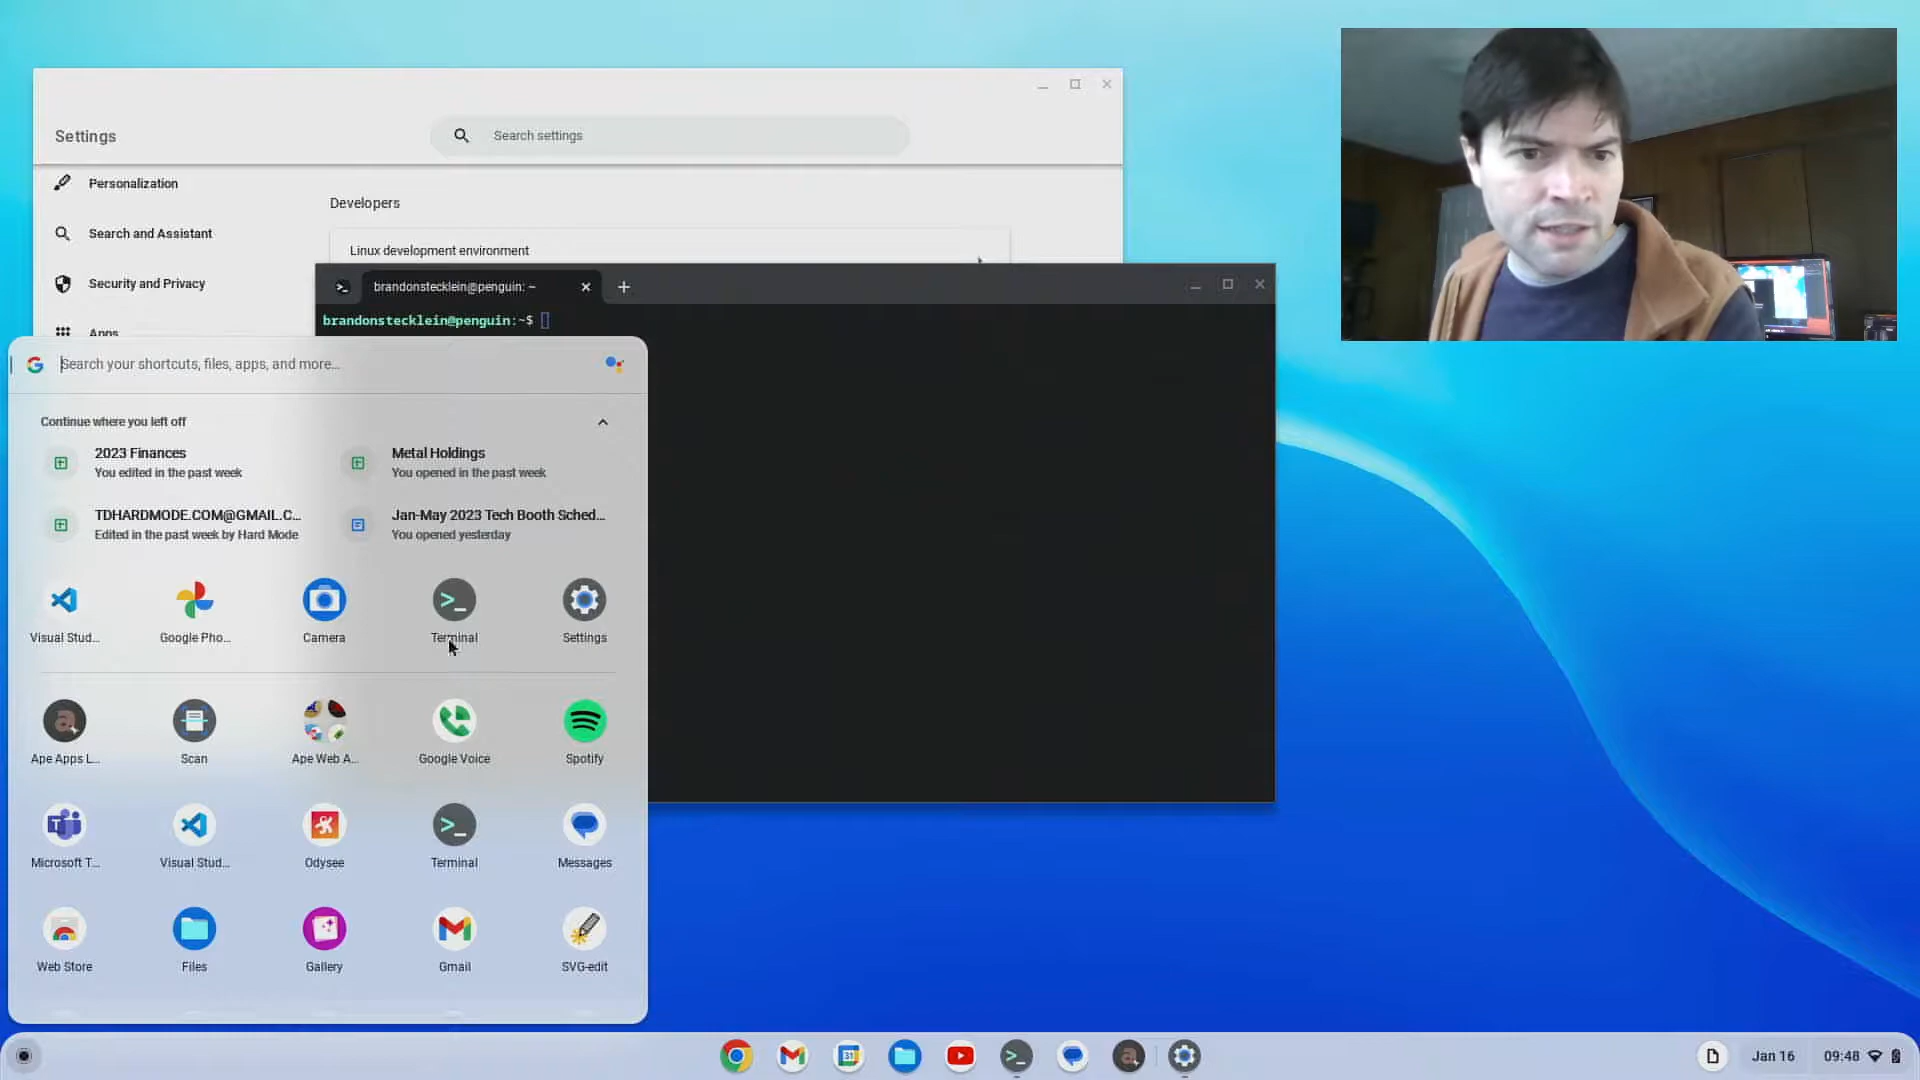 Settings
Search settings
Personalization
Search and Assistant
Security and Privacy
Apps
Developers
Linux development environment
brandonstecklein@penguin: ~
brandonstecklein@penguin:~$
Search your shortcuts, files, apps, and more...
Continue where you left off
2023 Finances
You edited in the past week
Metal Holdings
You opened in the past week
TDHARDMODE.COM@GMAIL.C...
Edited in the past week by Hard Mode
Jan-May 2023 Tech Booth Sched...
You opened yesterday
Visual Stud...
Google Pho...
Camera
Terminal
Settings
Ape Apps L...
Scan
Ape Web A...
Google Voice
Spotify
Microsoft T...
Visual Stud...
Odysee
Terminal
Messages
Web Store
Files
Gallery
Gmail
SVG-edit
31
Jan 16
09:48